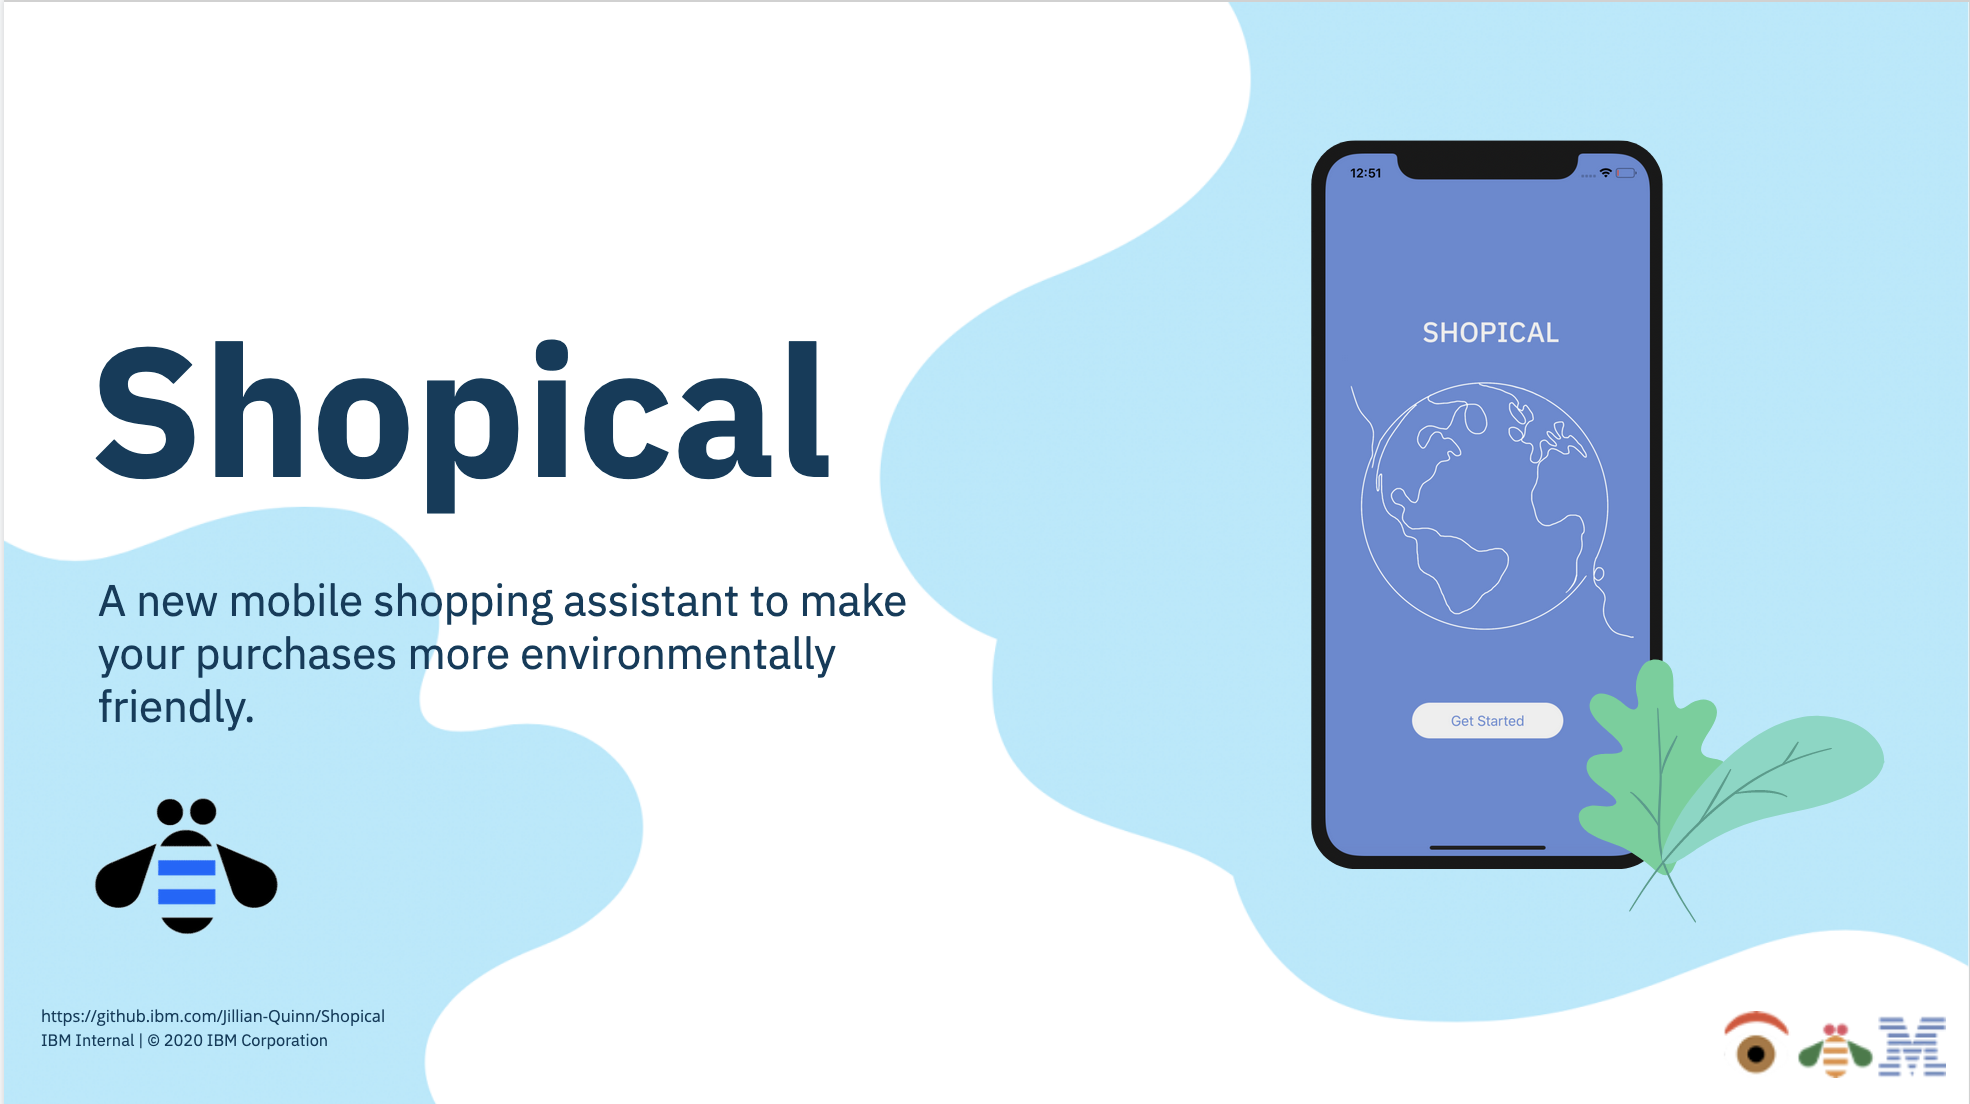 Shopical
A new mobile shopping assistant to make
your purchases more environmentally
friendly.
https://github.ibm.com/Jillian-Quinn/Shopical
IBM Internal | © 2020 IBM Corporation
12:51
SHOPICAL
Get Started
M